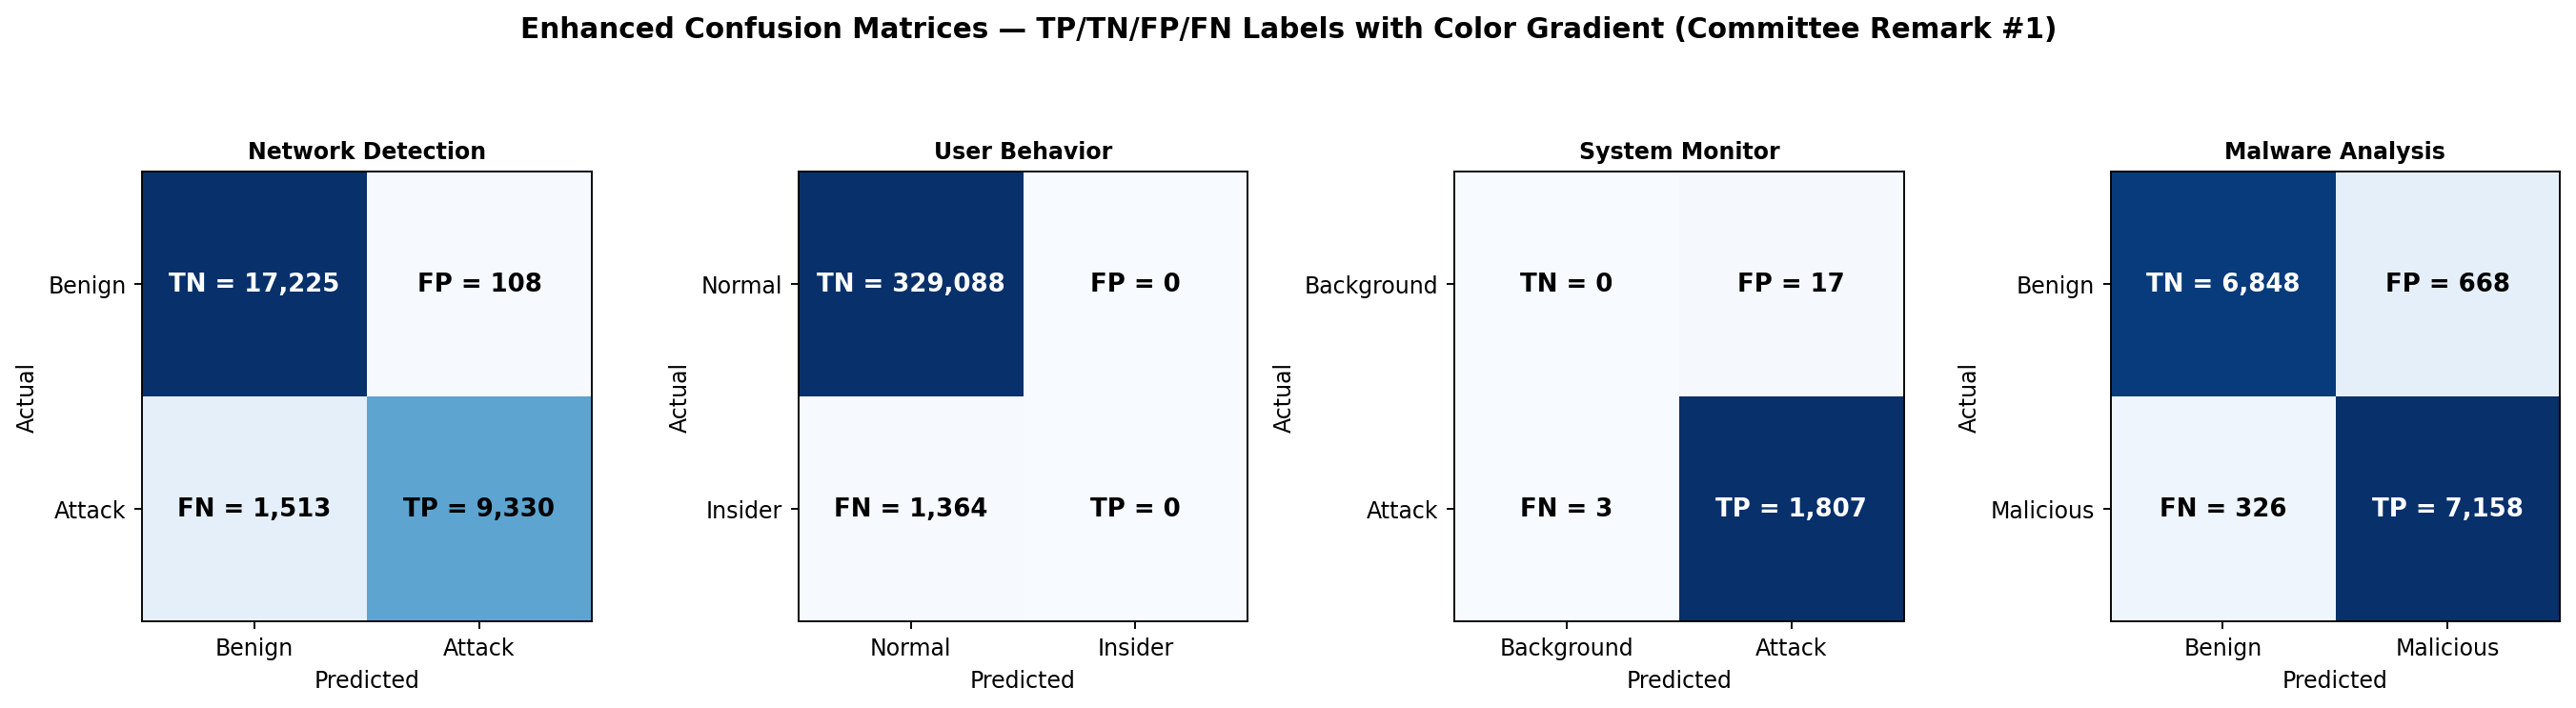 Enhanced Confusion Matrices — TP/TN/FP/FN Labels with Color Gradient (Committee Remark #1)
Network Detection
Actual
Benign
TN = 17,225
FP = 108
Attack
FN = 1,513
TP = 9,330
Benign
Attack
Predicted
User Behavior
Actual
Normal
TN = 329,088
FP = 0
Insider
FN = 1,364
TP = 0
Normal
Insider
Predicted
System Monitor
Actual
Background
TN = 0
FP = 17
Attack
FN = 3
TP = 1,807
Background
Attack
Predicted
Malware Analysis
Actual
Benign
TN = 6,848
FP = 668
Malicious
FN = 326
TP = 7,158
Benign
Malicious
Predicted